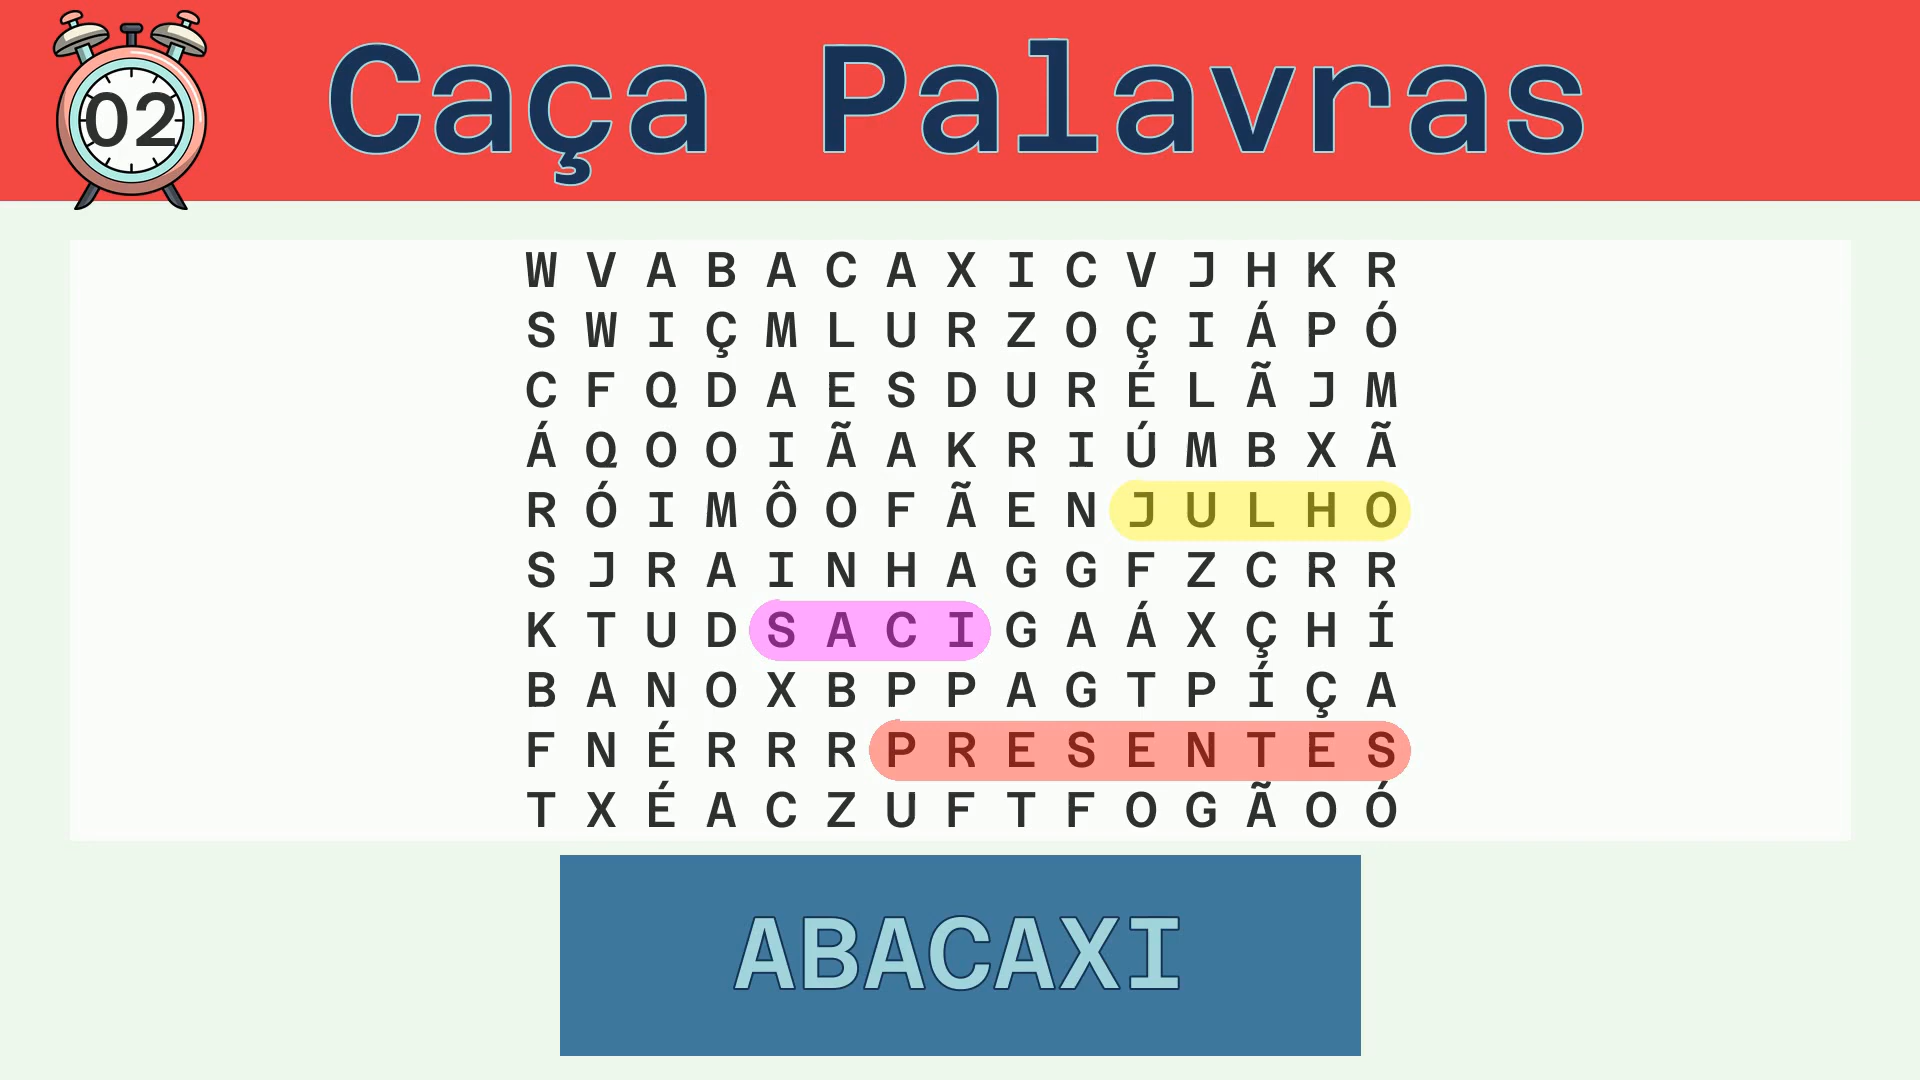 02
Caça Palavras
W V A B A C A X I C V J H K R
S W I Ç M L U R Z O Ç I Á P Ó
C F Q D A E S D U R É L Ã J M
Á Q O O I Ã A K R I Ú M B X Ã
R Ó I M Ô O F Ã E N J U L H O
S J R A I N H A G G F Z C R R
K T U D S A C I G A Á X Ç H Í
B A N O X B P P A G T P Í Ç A
F N É R R R P R E S E N T E S
T X É A C Z U F T F O G Ã O Ó
ABACAXI